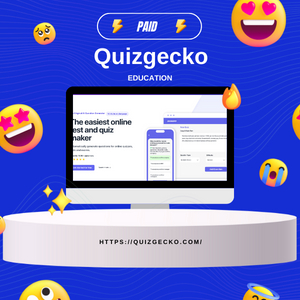 PAID
Quizgecko
EDUCATION
The easiest online
test and quiz
maker
HTTPS://QUIZGECKO.COM/